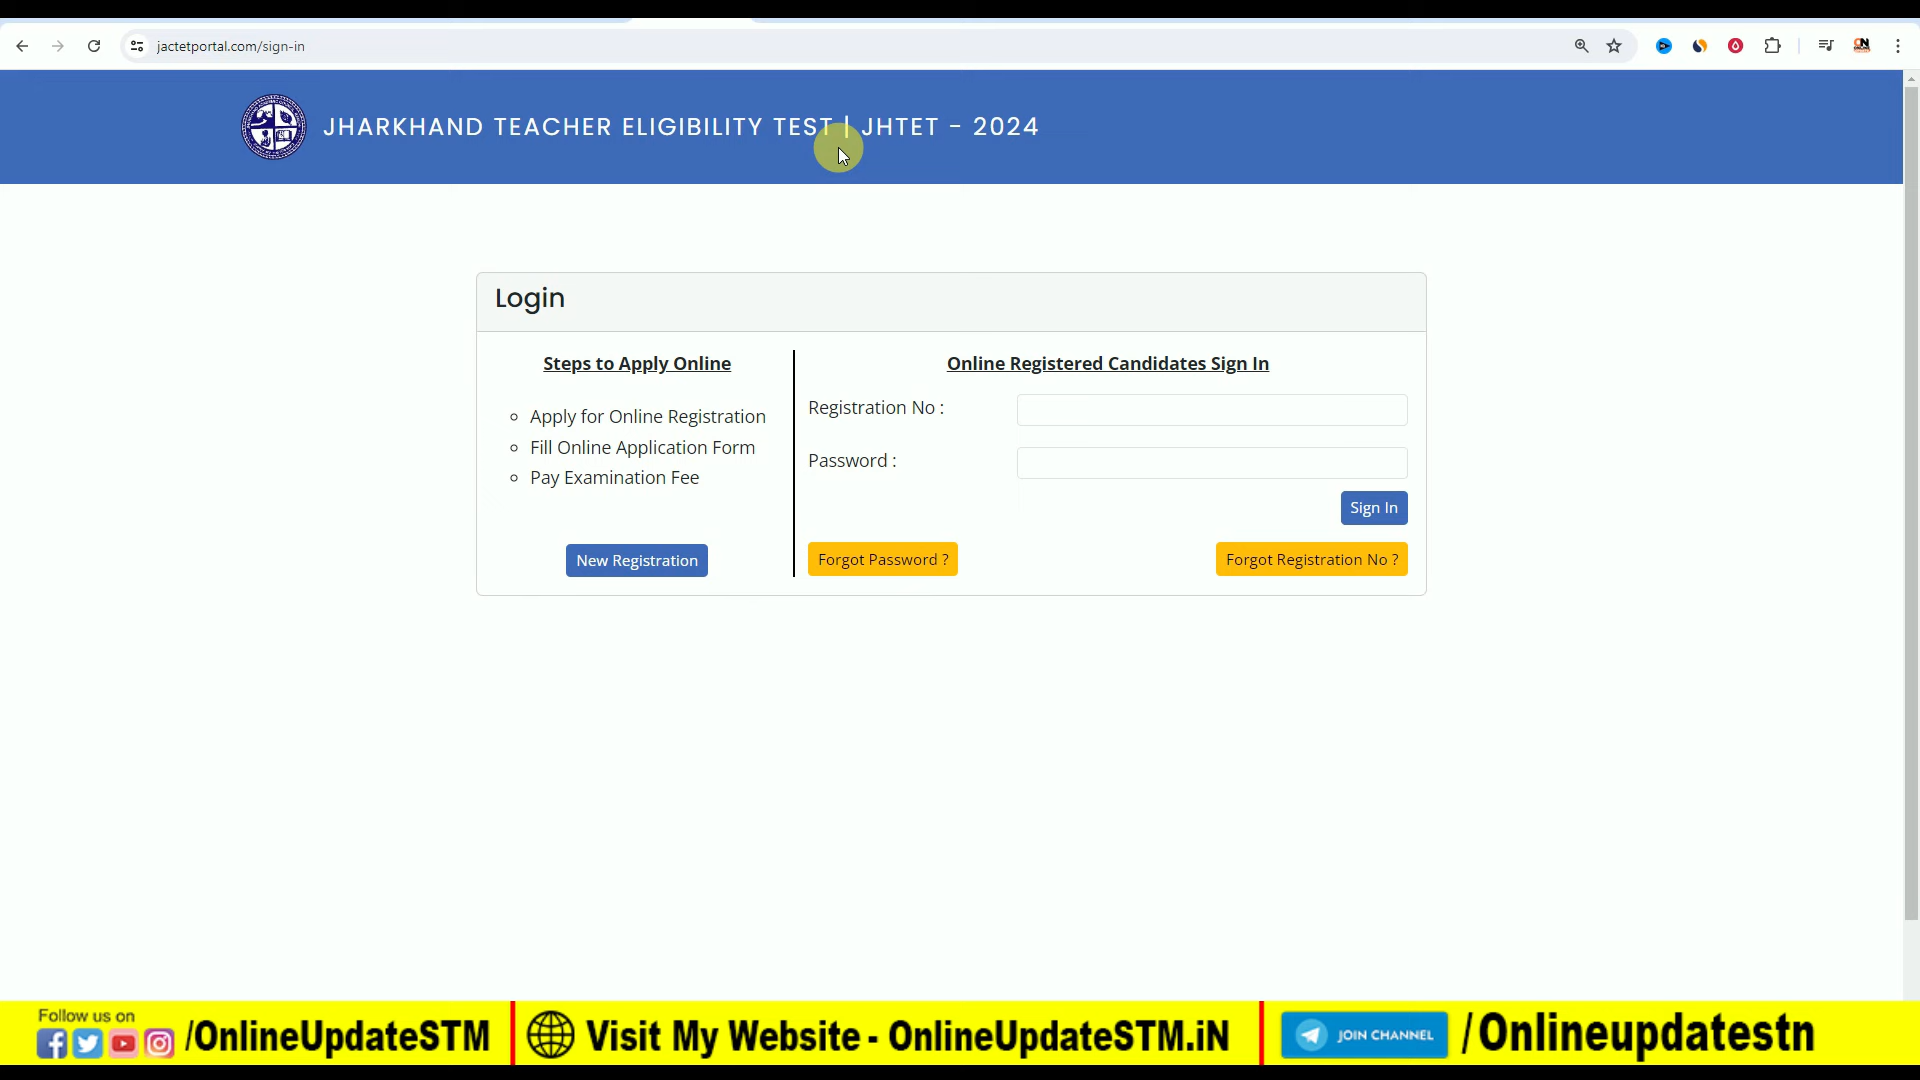 jactetportal.com/sign-in
JHARKHAND TEACHER ELIGIBILITY TEST | JHTET - 2024
Login
Steps to Apply Online
Apply for Online Registration
Fill Online Application Form
Pay Examination Fee
New Registration
Online Registered Candidates Sign In
Registration No :
Password :
Sign In
Forgot Password ?
Forgot Registration No ?
Follow us on
/OnlineUpdateSTM
Visit My Website - OnlineUpdateSTM.iN
JOIN CHANNEL
/Onlineupdatestn